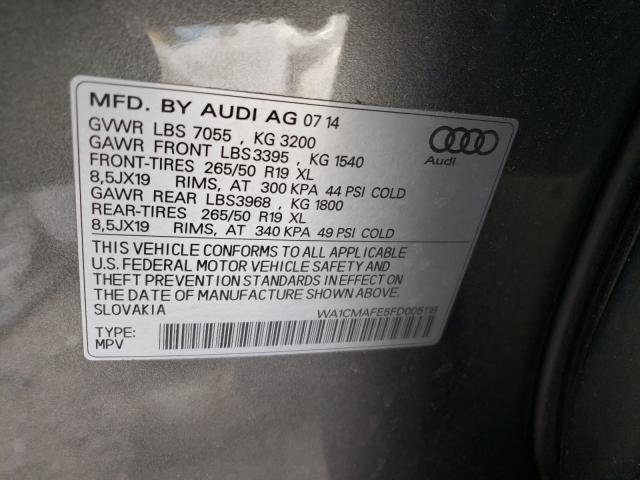 MFD. BY AUDI AG 07 14
GVWR LBS 7055 , KG 3200
GAWR FRONT LBS3395 , KG 1540
FRONT-TIRES 265/50 R19 XL
8,5JX19 RIMS, AT 300 KPA 44 PSI COLD
GAWR REAR LBS3968 , KG 1800
REAR-TIRES 265/50 R19 XL
8,5JX19 RIMS, AT 340 KPA 49 PSI COLD
Audi
THIS VEHICLE CONFORMS TO ALL APPLICABLE
U.S. FEDERAL MOTOR VEHICLE SAFETY AND
THEFT PREVENTION STANDARDS IN EFFECT ON
THE DATE OF MANUFACTURE SHOWN ABOVE.
SLOVAKIA
WA1CMAFE5FD005118
TYPE:
MPV